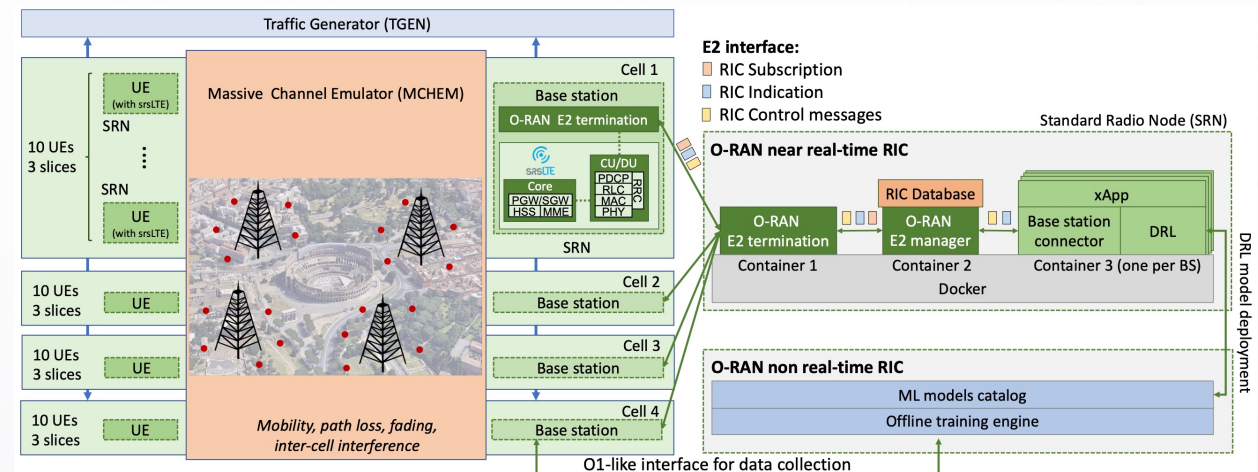 Traffic Generator (TGEN)
Cell 1
10 UEs
3 slices
UE
(with srsLTE)
SRN
SRN
UE
(with srsLTE)
Massive Channel Emulator (MCHEM)
Mobility, path loss, fading,
inter-cell interference
Base station
O-RAN E2 termination
SRSLTE
Core
PGW/SGW
HSS MME
CU/DU
PDCP
RLC
MAC
PHY
RRC
SRN
Cell 2
10 UEs
3 slices
UE
Base station
Cell 3
10 UEs
3 slices
UE
Base station
Cell 4
10 UEs
3 slices
UE
Base station
E2 interface:
RIC Subscription
RIC Indication
RIC Control messages
Standard Radio Node (SRN)
O-RAN near real-time RIC
RIC Database
O-RAN
E2 termination
O-RAN
E2 manager
xApp
Base station
connector
DRL
Container 1
Container 2
Container 3 (one per BS)
Docker
DRL model deployment
O-RAN non real-time RIC
ML models catalog
Offline training engine
O1-like interface for data collection